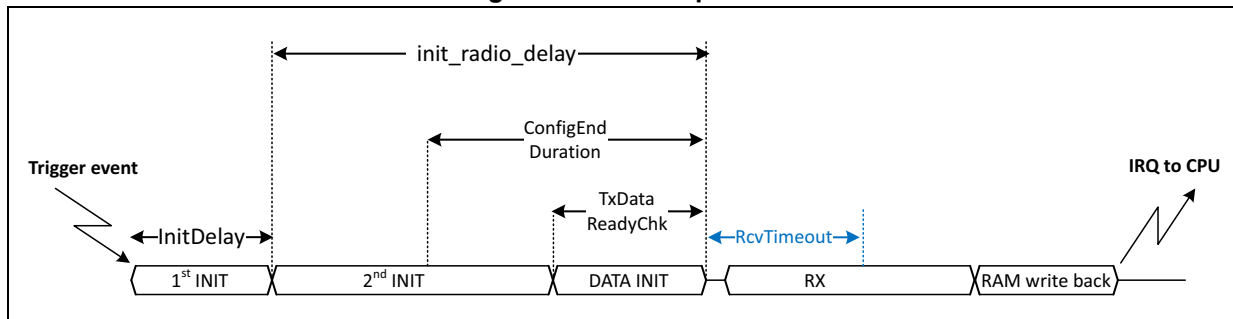 init_radio_delay
ConfigEnd
Duration
Trigger event
IRQ to CPU
TxData
ReadyChk
InitDelay
RcvTimeout
1st INIT
2nd INIT
DATA INIT
RX
RAM write back